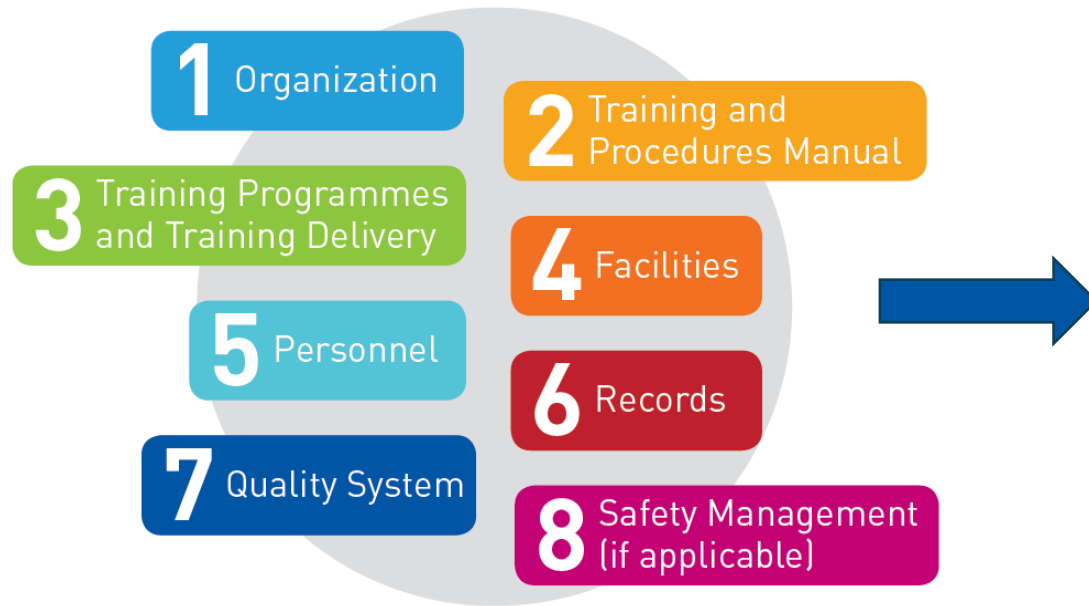 1 Organization
2 Training and
Procedures Manual
3 Training Programmes
and Training Delivery
4 Facilities
5 Personnel
6 Records
7 Quality System
8 Safety Management
(if applicable)